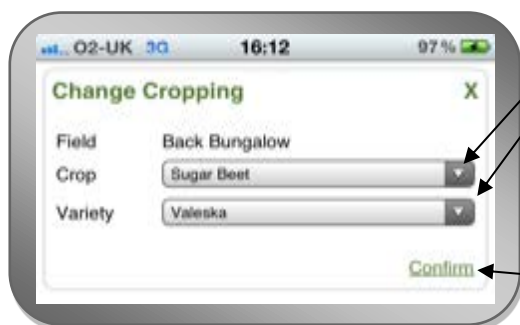 O2-UK 3G 16:12 97%
Change Cropping X
Field Back Bungalow
Crop Sugar Beet
Variety Valeska
Confirm